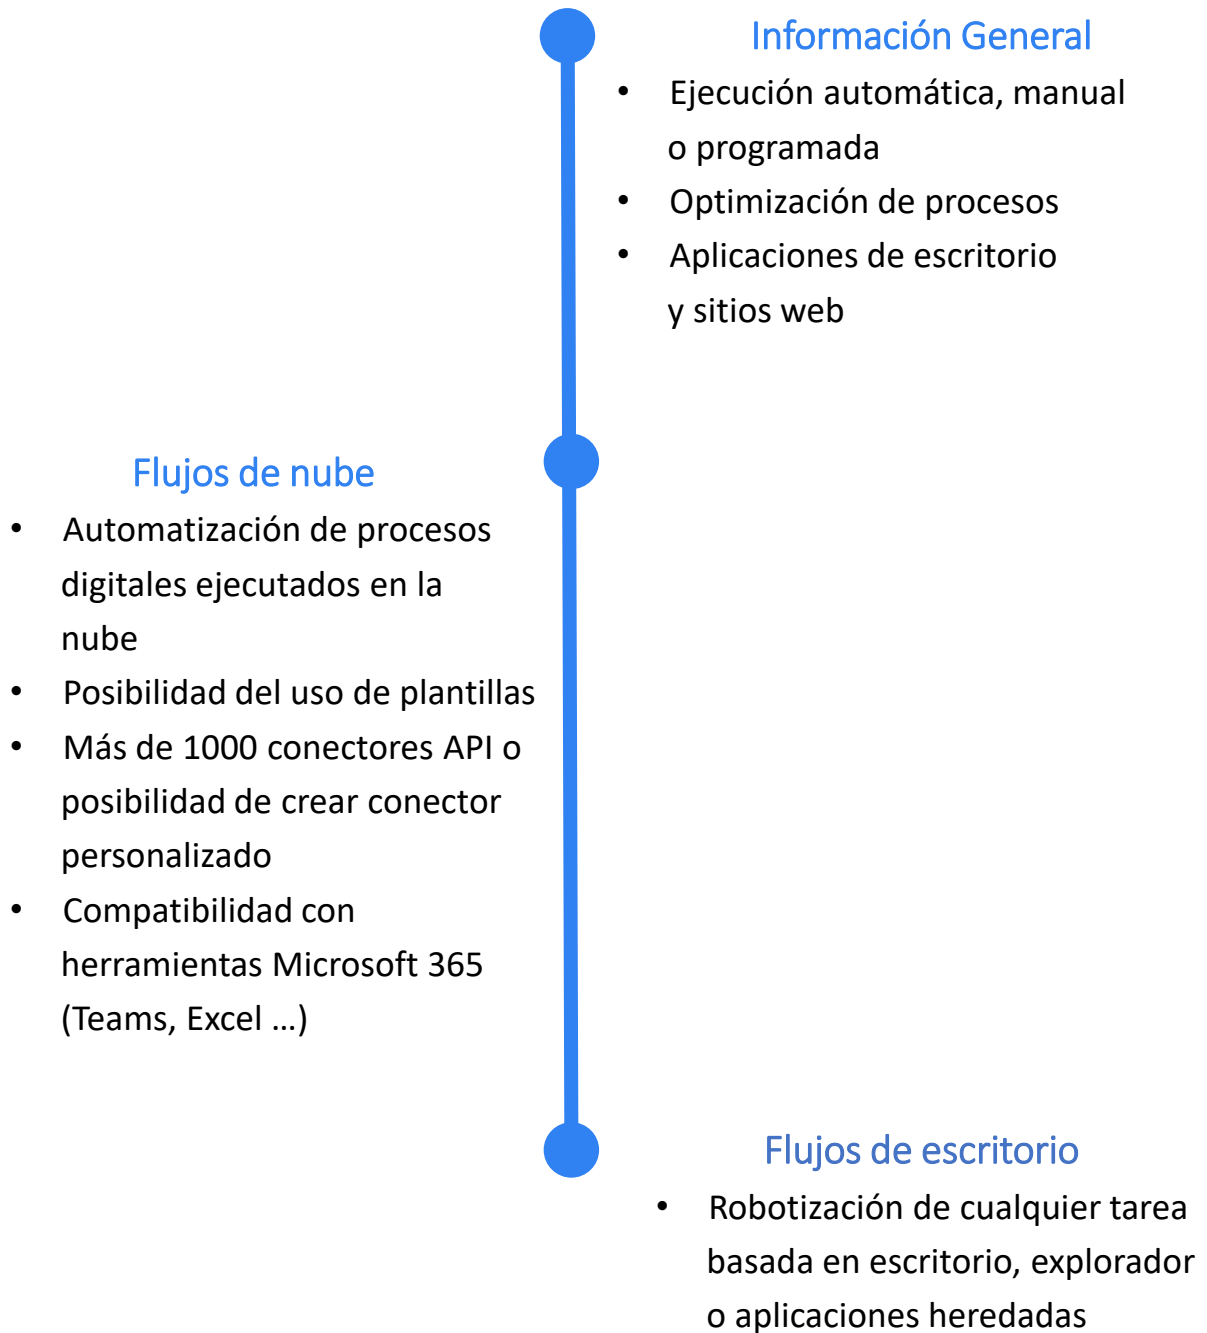 Información General
• Ejecución automática, manual
o programada
• Optimización de procesos
• Aplicaciones de escritorio
y sitios web
Flujos de nube
• Automatización de procesos
digitales ejecutados en la
nube
• Posibilidad del uso de plantillas
• Más de 1000 conectores API o
posibilidad de crear conector
personalizado
• Compatibilidad con
herramientas Microsoft 365
(Teams, Excel …)
Flujos de escritorio
• Robotización de cualquier tarea
basada en escritorio, explorador
o aplicaciones heredadas